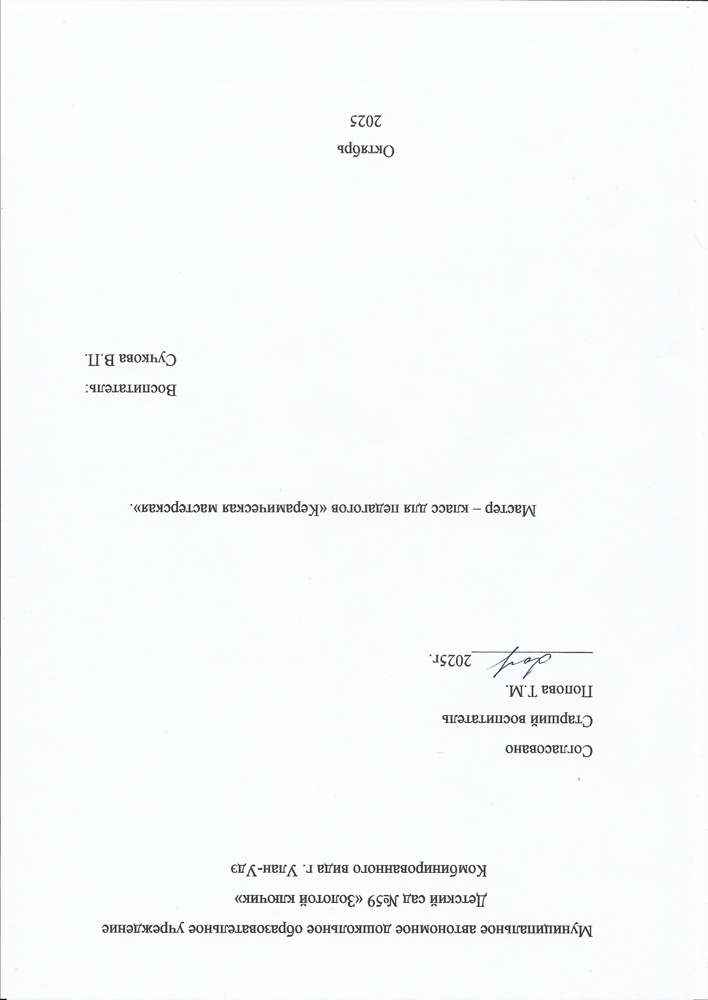 Муниципальное автономное дошкольное образовательное учреждение
Детский сад №59 «Золотой ключик»
Комбинированного вида г. Улан-Удэ
Согласовано
Старший воспитатель
Попова Т.М.
2025г.
Мастер – класс для педагогов «Керамическая мастерская».
Воспитатель:
Сучкова В.П.
Октябрь
2025